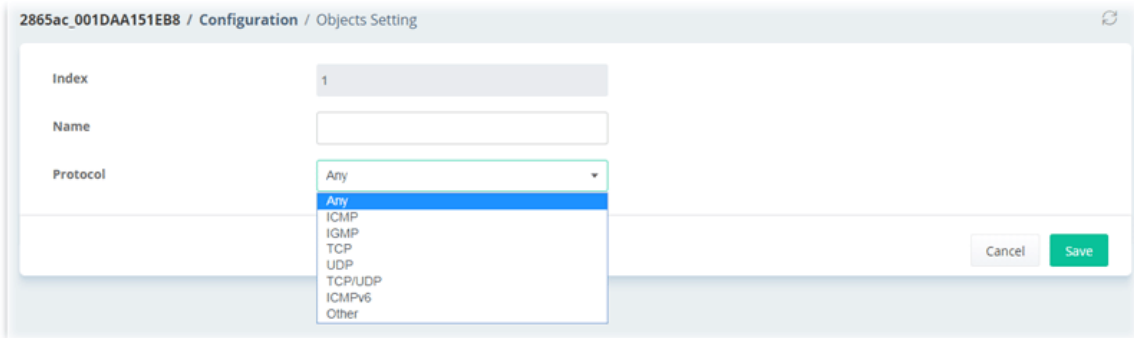 2865ac_001DAA151EB8 / Configuration / Objects Setting
Index
1
Name
Protocol
Any
Any
ICMP
IGMP
TCP
UDP
TCP/UDP
ICMPv6
Other
Cancel
Save